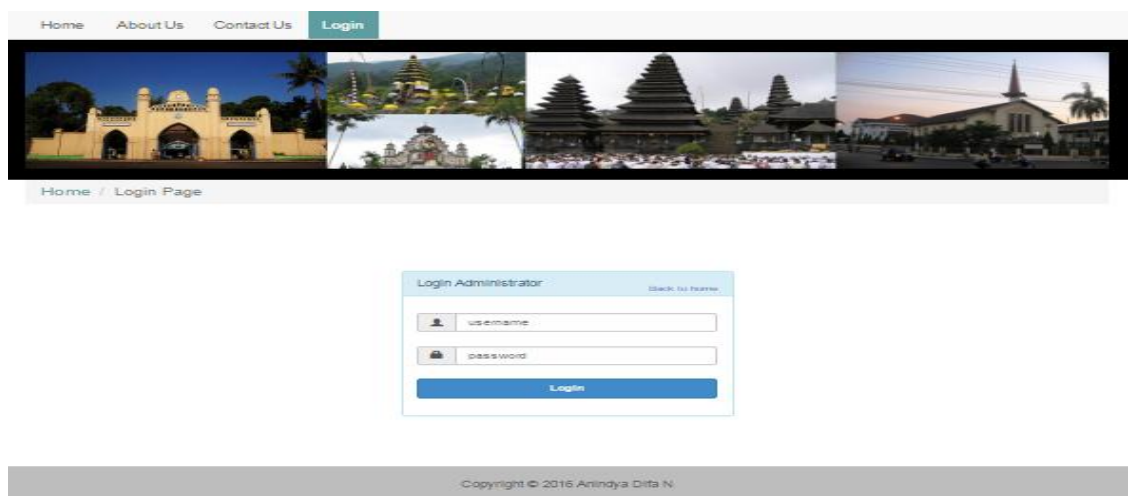 Home About Us Contact Us Login
Home / Login Page
Login Administrator Back to home
username
password
Login
Copyright © 2016 Anindya Difa N.